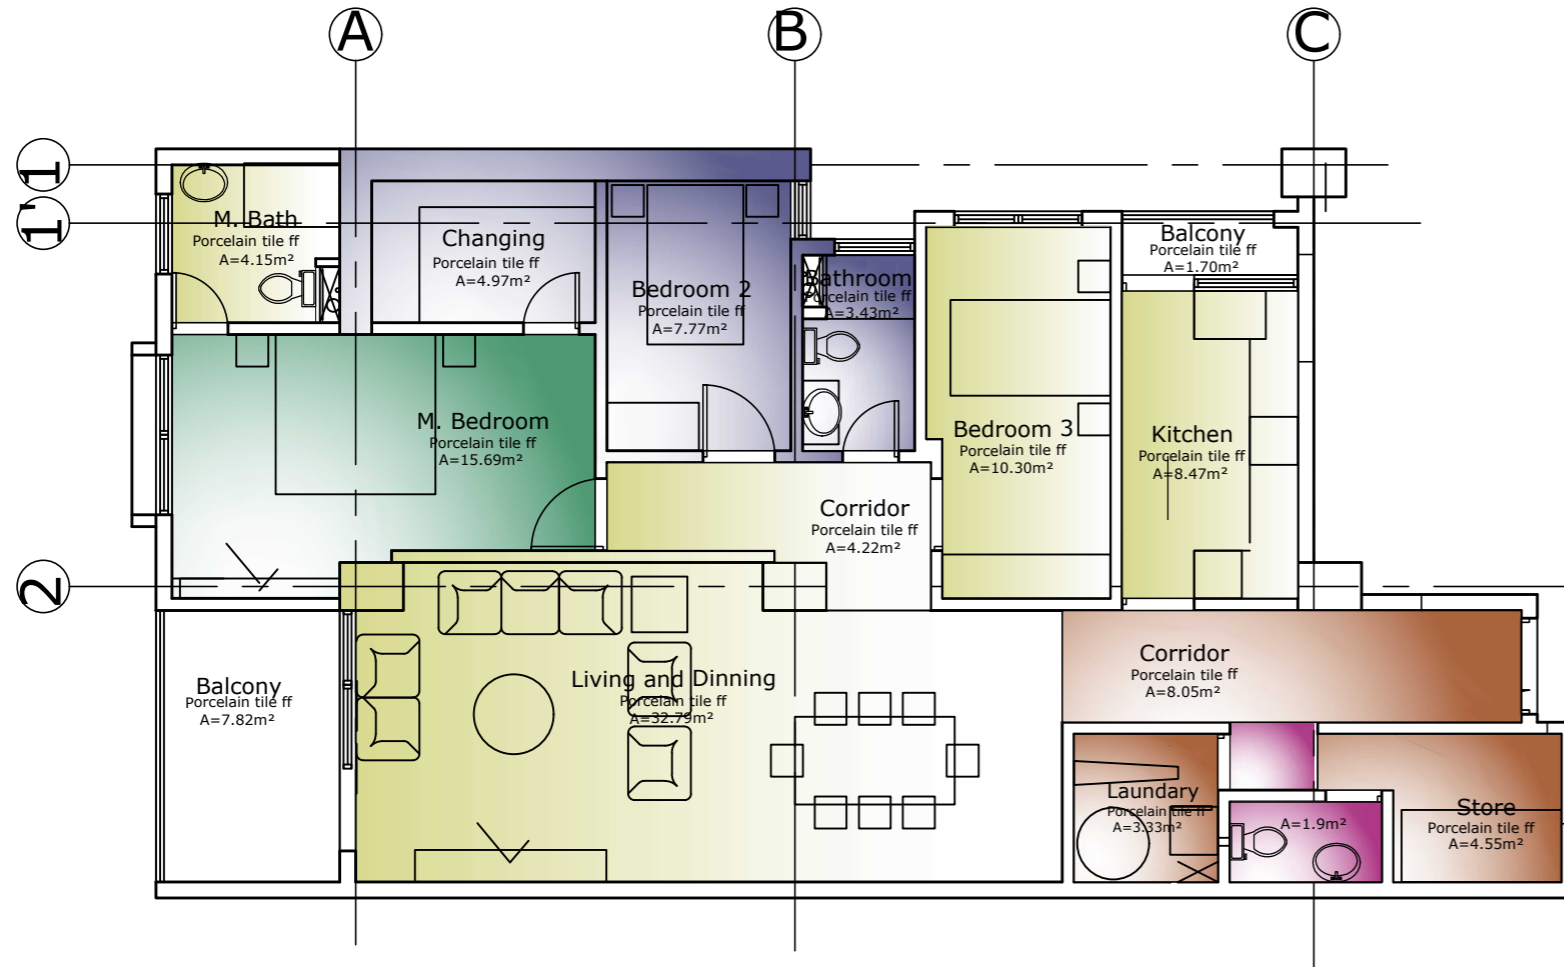 A
B
C
1
1'
2
M. Bath
Porcelain tile ff
A=4.15m²
Changing
Porcelain tile ff
A=4.97m²
Bedroom 2
Porcelain tile ff
A=7.77m²
Bathroom
Porcelain tile ff
A=3.43m²
Balcony
Porcelain tile ff
A=1.70m²
M. Bedroom
Porcelain tile ff
A=15.69m²
Bedroom 3
Porcelain tile ff
A=10.30m²
Kitchen
Porcelain tile ff
A=8.47m²
Corridor
Porcelain tile ff
A=4.22m²
Balcony
Porcelain tile ff
A=7.82m²
Living and Dinning
Porcelain tile ff
A=32.79m²
Corridor
Porcelain tile ff
A=8.05m²
Laundary
Porcelain tile ff
A=3.33m²
A=1.9m²
Store
Porcelain tile ff
A=4.55m²